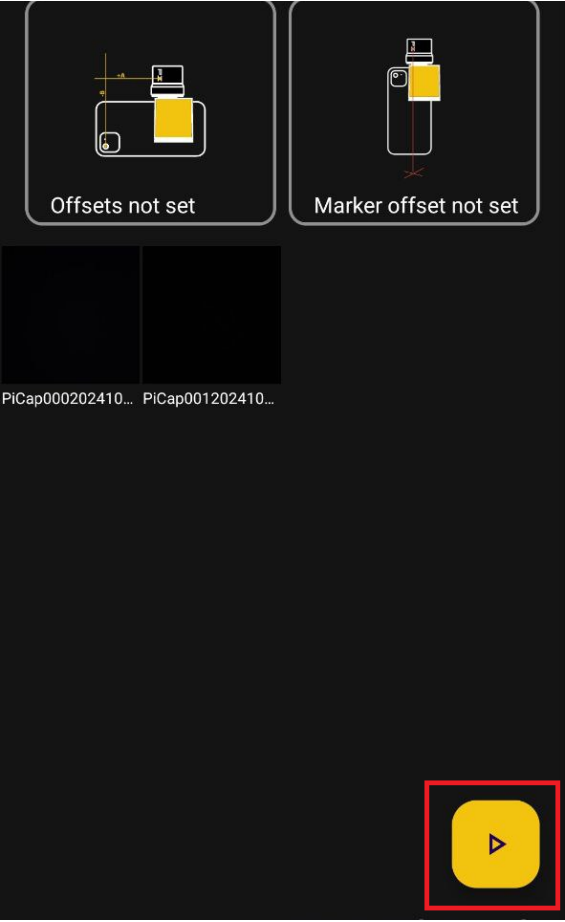 Offsets not set
Marker offset not set
PiCap000202410...
PiCap001202410...